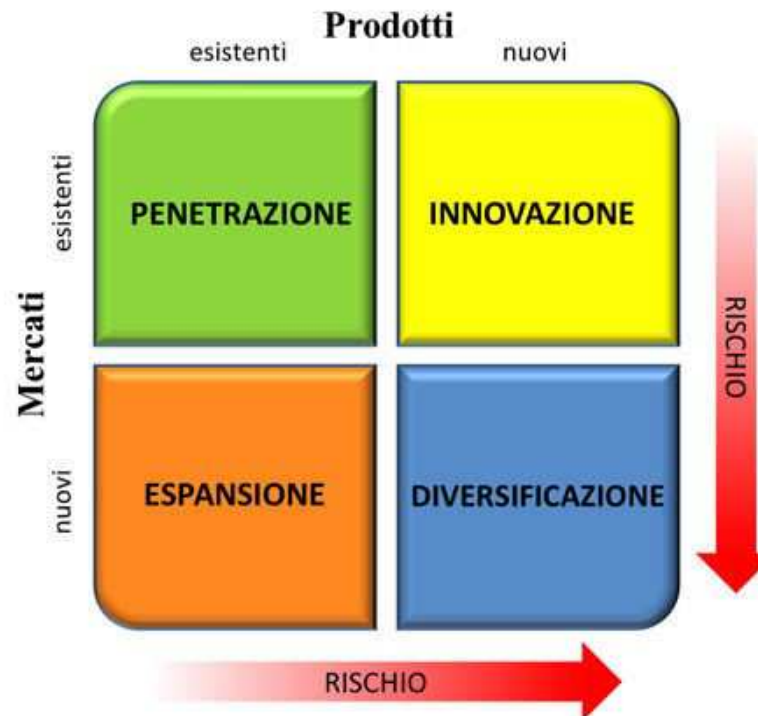 Prodotti
esistenti nuovi
Mercati
esistenti
PENETRAZIONE INNOVAZIONE
RISCHIO
nuovi
ESPANSIONE DIVERSIFICAZIONE
RISCHIO